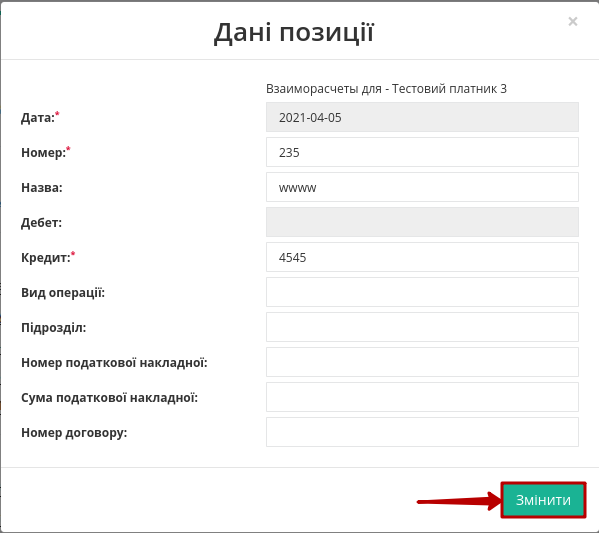 Дані позиції
×
Взаиморасчеты для - Тестовий платник 3
Дата:* 2021-04-05
Номер:* 235
Назва: wwww
Дебет:
Кредит:* 4545
Вид операції:
Підрозділ:
Номер податкової накладної:
Сума податкової накладної:
Номер договору:
Змінити